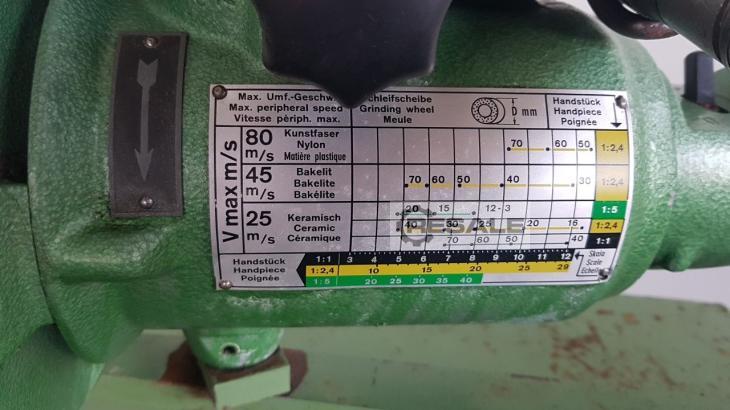 Max. Umf.-Geschw Schleifscheibe Handstück
Max. peripheral speed Grinding wheel D mm Handpiece
Vitesse pèriph. max. Meule Poignée
V max m/s
80 m/s Kunstfaser Nylon Matière plastique 70 60 50 1:2,4
45 m/s Bakelit Bakelite Bakélite 70 60 50 40 30 1:2,4
25 m/s Keramisch Ceramic Céramique
20 15 12-3 1:5
40 30 25 20 16 1:2,4
70 60 50 40 1:1
RESALE
Handstück 1:1 3 4 5 6 7 8 9 10 11 12 Skala
Handpiece 1:2,4 10 15 20 25 29 Scale
Poignée 1:5 20 25 30 35 40 Echelle